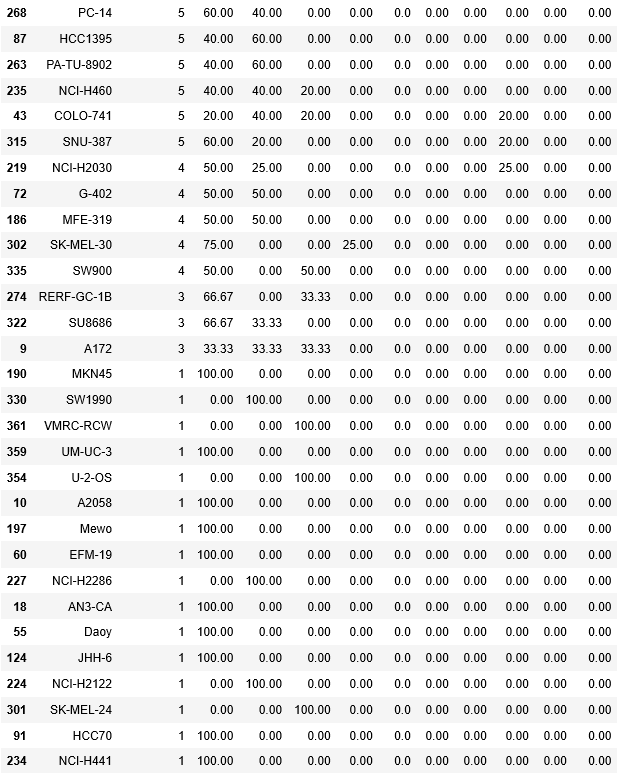 268 PC-14 5 60.00 40.00 0.00 0.00 0.0 0.00 0.00 0.00 0.00 0.00
87 HCC1395 5 40.00 60.00 0.00 0.00 0.0 0.00 0.00 0.00 0.00 0.00
263 PA-TU-8902 5 40.00 60.00 0.00 0.00 0.0 0.00 0.00 0.00 0.00 0.00
235 NCI-H460 5 40.00 40.00 20.00 0.00 0.0 0.00 0.00 0.00 0.00 0.00
43 COLO-741 5 20.00 40.00 20.00 0.00 0.0 0.00 0.00 20.00 0.00 0.00
315 SNU-387 5 60.00 20.00 0.00 0.00 0.0 0.00 0.00 20.00 0.00 0.00
219 NCI-H2030 4 50.00 25.00 0.00 0.00 0.0 0.00 0.00 25.00 0.00 0.00
72 G-402 4 50.00 50.00 0.00 0.00 0.0 0.00 0.00 0.00 0.00 0.00
186 MFE-319 4 50.00 50.00 0.00 0.00 0.0 0.00 0.00 0.00 0.00 0.00
302 SK-MEL-30 4 75.00 0.00 0.00 25.00 0.0 0.00 0.00 0.00 0.00 0.00
335 SW900 4 50.00 0.00 50.00 0.00 0.0 0.00 0.00 0.00 0.00 0.00
274 RERF-GC-1B 3 66.67 0.00 33.33 0.00 0.0 0.00 0.00 0.00 0.00 0.00
322 SU8686 3 66.67 33.33 0.00 0.00 0.0 0.00 0.00 0.00 0.00 0.00
9 A172 3 33.33 33.33 33.33 0.00 0.0 0.00 0.00 0.00 0.00 0.00
190 MKN45 1 100.00 0.00 0.00 0.00 0.0 0.00 0.00 0.00 0.00 0.00
330 SW1990 1 0.00 100.00 0.00 0.00 0.0 0.00 0.00 0.00 0.00 0.00
361 VMRC-RCW 1 0.00 0.00 100.00 0.00 0.0 0.00 0.00 0.00 0.00 0.00
359 UM-UC-3 1 100.00 0.00 0.00 0.00 0.0 0.00 0.00 0.00 0.00 0.00
354 U-2-OS 1 0.00 0.00 100.00 0.00 0.0 0.00 0.00 0.00 0.00 0.00
10 A2058 1 100.00 0.00 0.00 0.00 0.0 0.00 0.00 0.00 0.00 0.00
197 Mewo 1 100.00 0.00 0.00 0.00 0.0 0.00 0.00 0.00 0.00 0.00
60 EFM-19 1 100.00 0.00 0.00 0.00 0.0 0.00 0.00 0.00 0.00 0.00
227 NCI-H2286 1 0.00 100.00 0.00 0.00 0.0 0.00 0.00 0.00 0.00 0.00
18 AN3-CA 1 100.00 0.00 0.00 0.00 0.0 0.00 0.00 0.00 0.00 0.00
55 Daoy 1 100.00 0.00 0.00 0.00 0.0 0.00 0.00 0.00 0.00 0.00
124 JHH-6 1 100.00 0.00 0.00 0.00 0.0 0.00 0.00 0.00 0.00 0.00
224 NCI-H2122 1 0.00 100.00 0.00 0.00 0.0 0.00 0.00 0.00 0.00 0.00
301 SK-MEL-24 1 0.00 0.00 100.00 0.00 0.0 0.00 0.00 0.00 0.00 0.00
91 HCC70 1 100.00 0.00 0.00 0.00 0.0 0.00 0.00 0.00 0.00 0.00
234 NCI-H441 1 100.00 0.00 0.00 0.00 0.0 0.00 0.00 0.00 0.00 0.00